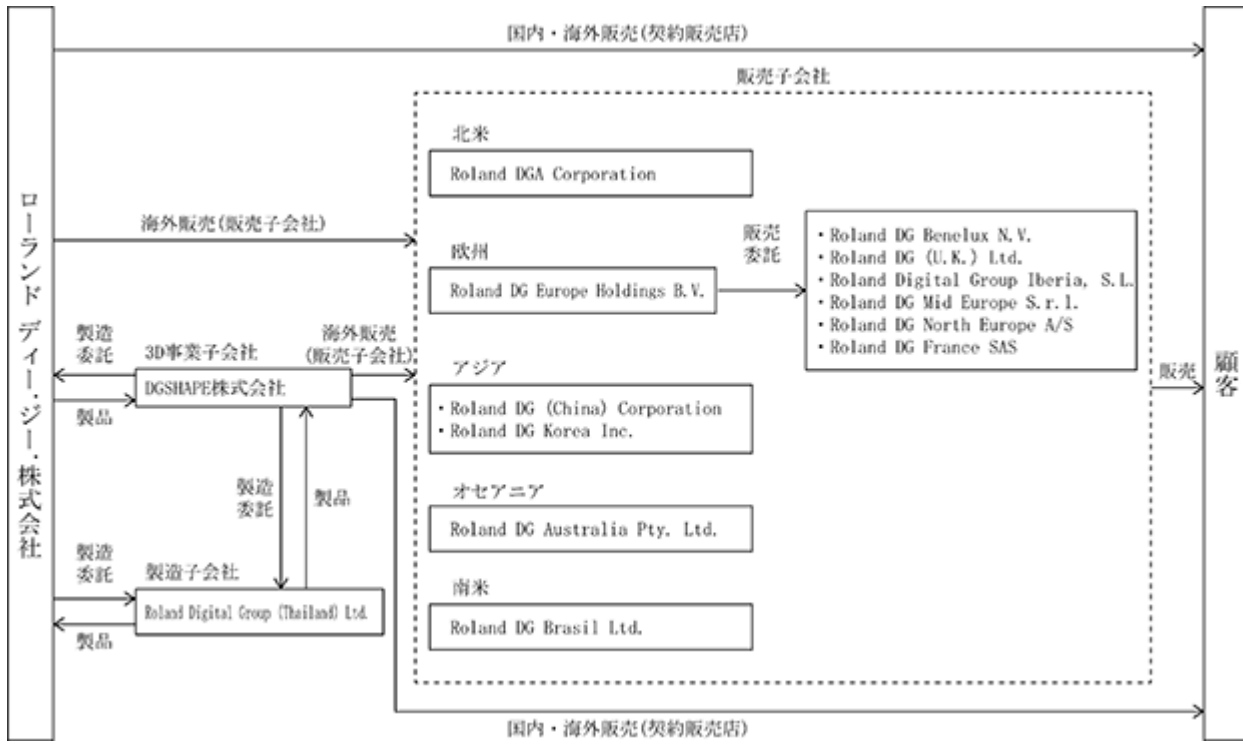 国内・海外販売(契約販売店)
販売子会社
北米
Roland DGA Corporation
ローランド ディー.ジー.株式会社
海外販売(販売子会社)
欧州
Roland DG Europe Holdings B.V.
販売
委託
・Roland DG Benelux N.V.
・Roland DG (U.K.) Ltd.
・Roland Digital Group Iberia, S.L.
・Roland DG Mid Europe S.r.l.
・Roland DG North Europe A/S
・Roland DG France SAS
製造
委託
3D事業子会社
DGSHAPE株式会社
製品
海外販売
(販売子会社)
アジア
・Roland DG (China) Corporation
・Roland DG Korea Inc.
販売
顧客
製造
委託
製品
オセアニア
Roland DG Australia Pty. Ltd.
製造
委託
製造子会社
Roland Digital Group (Thailand) Ltd.
製品
南米
Roland DG Brasil Ltd.
国内・海外販売(契約販売店)